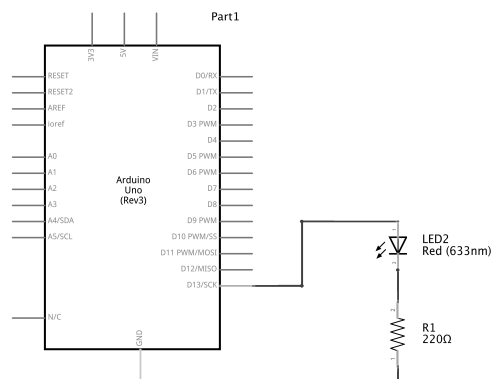 Part1
3V3
5V
VIN
RESET
RESET2
AREF
ioref
A0
A1
A2
A3
A4/SDA
A5/SCL
N/C
Arduino
Uno
(Rev3)
D0/RX
D1/TX
D2
D3 PWM
D4
D5 PWM
D6 PWM
D7
D8
D9 PWM
D10 PWM/SS
D11 PWM/MOSI
D12/MISO
D13/SCK
GND
LED2
Red (633nm)
R1
220Ω